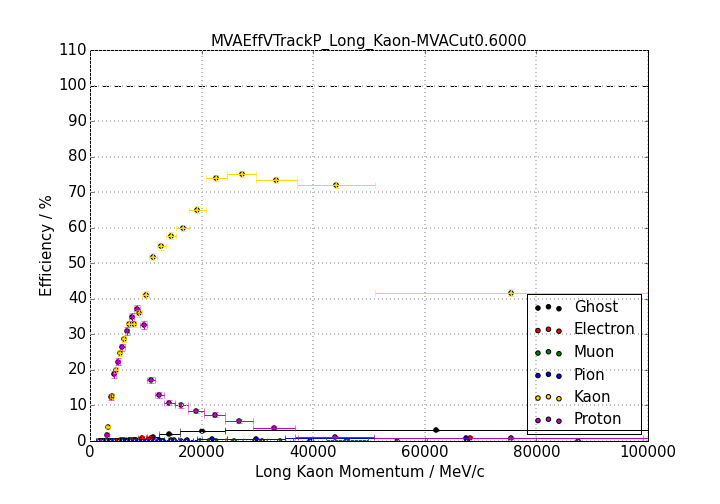 MVAEffVTrackP_Long_Kaon-MVACut0.6000
110
100
90
80
70
60
50
40
30
20
10
0
Efficiency / %
0 20000 40000 60000 80000 100000
Long Kaon Momentum / MeV/c
Ghost
Electron
Muon
Pion
Kaon
Proton